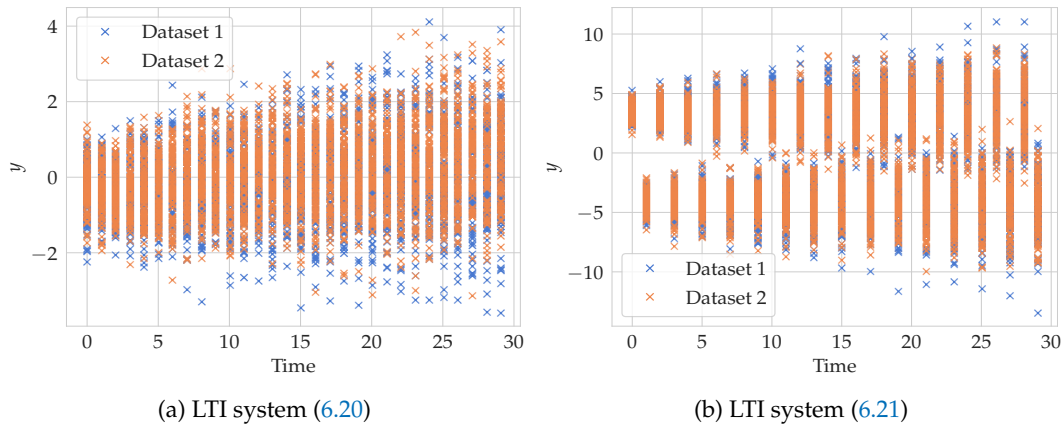 4
2
0
−2
y
Dataset 1
Dataset 2
0 5 10 15 20 25 30
Time
(a) LTI system (6.20)
10
5
0
−5
−10
y
Dataset 1
Dataset 2
0 5 10 15 20 25 30
Time
(b) LTI system (6.21)